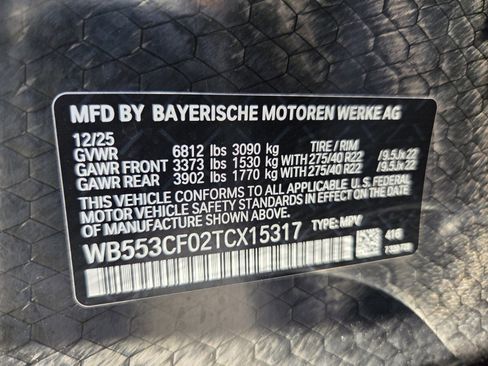 MFD BY BAYERISCHE MOTOREN WERKE AG
12/25
GVWR 6812 lbs 3090 kg TIRE / RIM
GAWR FRONT 3373 lbs 1530 kg WITH 275/40 R22 / 9.5Jx22
GAWR REAR 3902 lbs 1770 kg WITH 275/40 R22 / 9.5Jx22
THIS VEHICLE CONFORMS TO ALL APPLICABLE FEDERAL
MOTOR VEHICLE SAFETY STANDARDS IN EFFECT ON THE
DATE OF MANUFACTURE SHOWN ABOVE.
WB553CF02TCX15317 TYPE: MPV
416